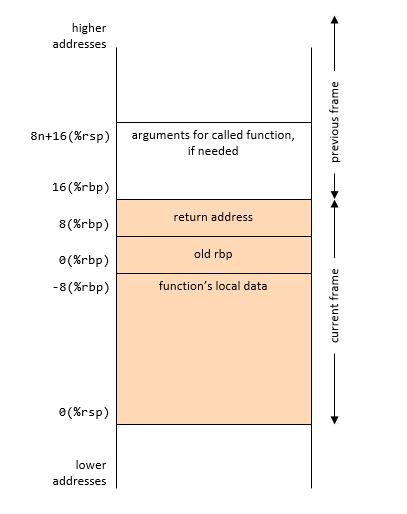 higher
addresses
8n+16(%rsp)
arguments for called function,
if needed
previous frame
16(%rbp)
8(%rbp)
return address
0(%rbp)
old rbp
-8(%rbp)
function's local data
current frame
0(%rsp)
lower
addresses